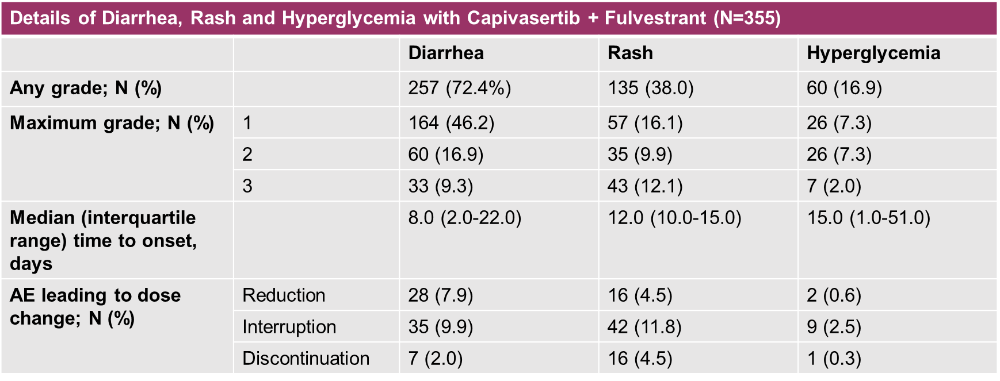 Details of Diarrhea, Rash and Hyperglycemia with Capivasertib + Fulvestrant (N=355)
Diarrhea Rash Hyperglycemia
Any grade; N (%) 257 (72.4%) 135 (38.0) 60 (16.9)
Maximum grade; N (%) 1 164 (46.2) 57 (16.1) 26 (7.3)
2 60 (16.9) 35 (9.9) 26 (7.3)
3 33 (9.3) 43 (12.1) 7 (2.0)
Median (interquartile 8.0 (2.0-22.0) 12.0 (10.0-15.0) 15.0 (1.0-51.0)
range) time to onset,
days
AE leading to dose Reduction 28 (7.9) 16 (4.5) 2 (0.6)
change; N (%) Interruption 35 (9.9) 42 (11.8) 9 (2.5)
Discontinuation 7 (2.0) 16 (4.5) 1 (0.3)